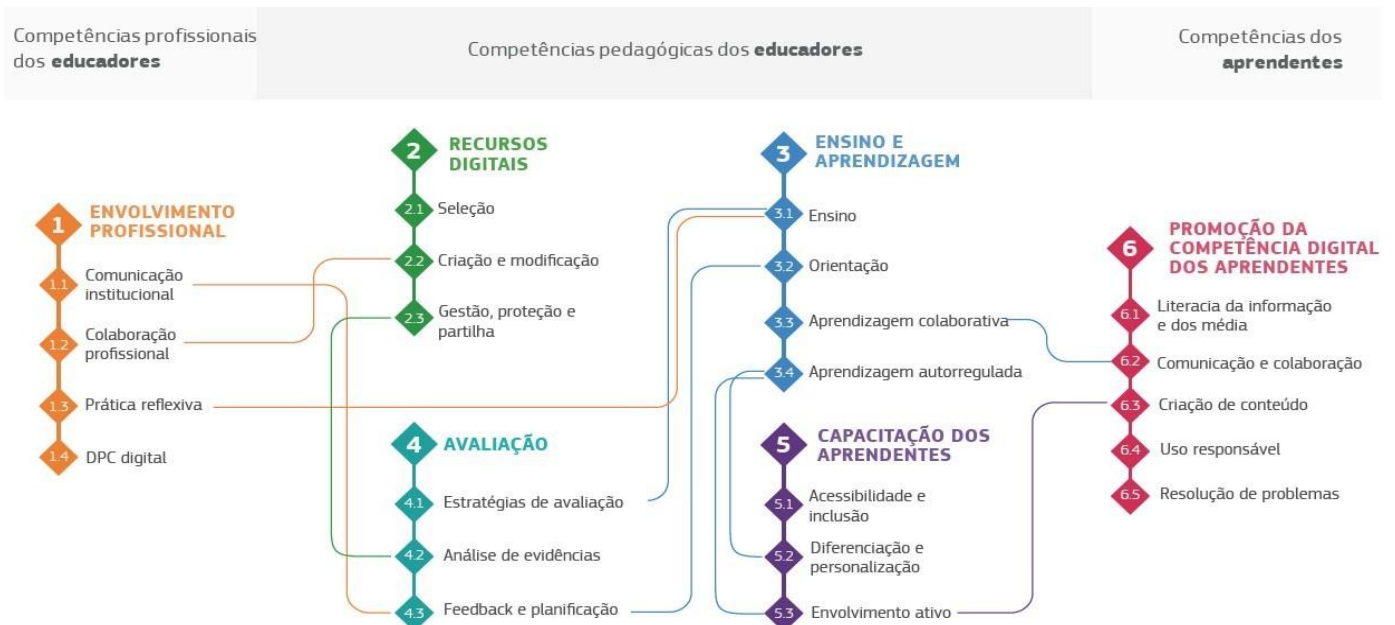 Competências profissionais
dos educadores
Competências pedagógicas dos educadores
Competências dos
aprendentes
1
ENVOLVIMENTO
PROFISSIONAL
1.1
Comunicação
institucional
1.2
Colaboração
profissional
1.3
Prática reflexiva
1.4
DPC digital
2
RECURSOS
DIGITAIS
2.1
Seleção
2.2
Criação e modificação
2.3
Gestão, proteção e
partilha
4
AVALIAÇÃO
4.1
Estratégias de avaliação
4.2
Análise de evidências
4.3
Feedback e planificação
3
ENSINO E
APRENDIZAGEM
3.1
Ensino
3.2
Orientação
3.3
Aprendizagem colaborativa
3.4
Aprendizagem autorregulada
5
CAPACITAÇÃO DOS
APRENDENTES
5.1
Acessibilidade e
inclusão
5.2
Diferenciação e
personalização
5.3
Envolvimento ativo
6
PROMOÇÃO DA
COMPETÊNCIA DIGITAL
DOS APRENDENTES
6.1
Literacia da informação
e dos média
6.2
Comunicação e colaboração
6.3
Criação de conteúdo
6.4
Uso responsável
6.5
Resolução de problemas